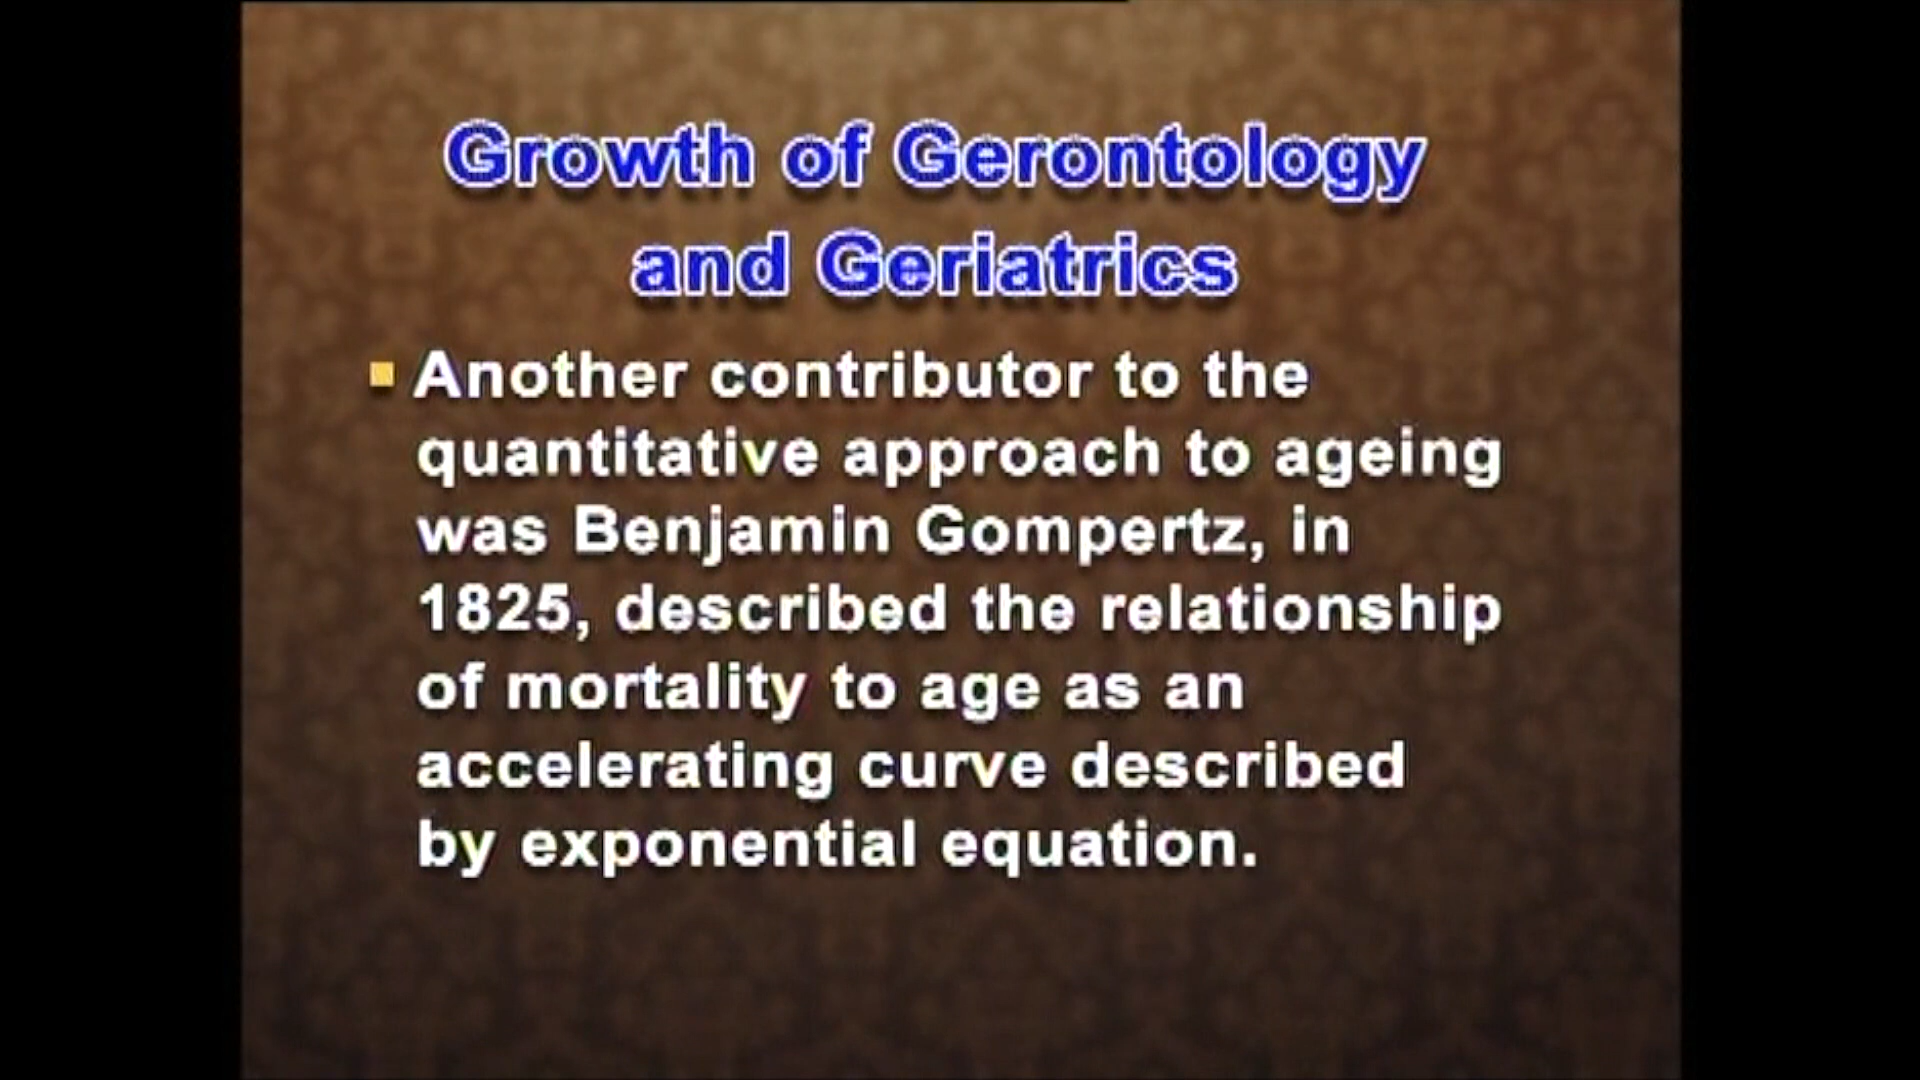 Growth of Gerontology
and Geriatrics
Another contributor to the
quantitative approach to ageing
was Benjamin Gompertz, in
1825, described the relationship
of mortality to age as an
accelerating curve described
by exponential equation.